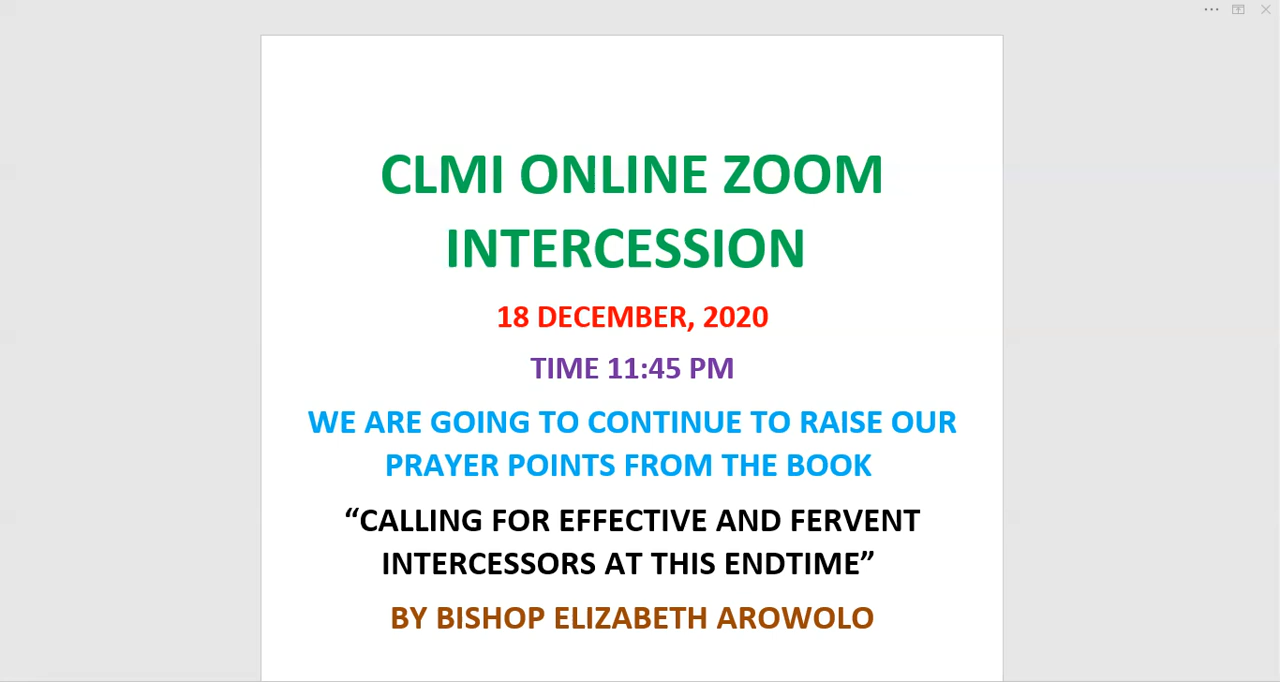 CLMI ONLINE ZOOM
INTERCESSION
18 DECEMBER, 2020
TIME 11:45 PM
WE ARE GOING TO CONTINUE TO RAISE OUR
PRAYER POINTS FROM THE BOOK
“CALLING FOR EFFECTIVE AND FERVENT
INTERCESSORS AT THIS ENDTIME”
BY BISHOP ELIZABETH AROWOLO